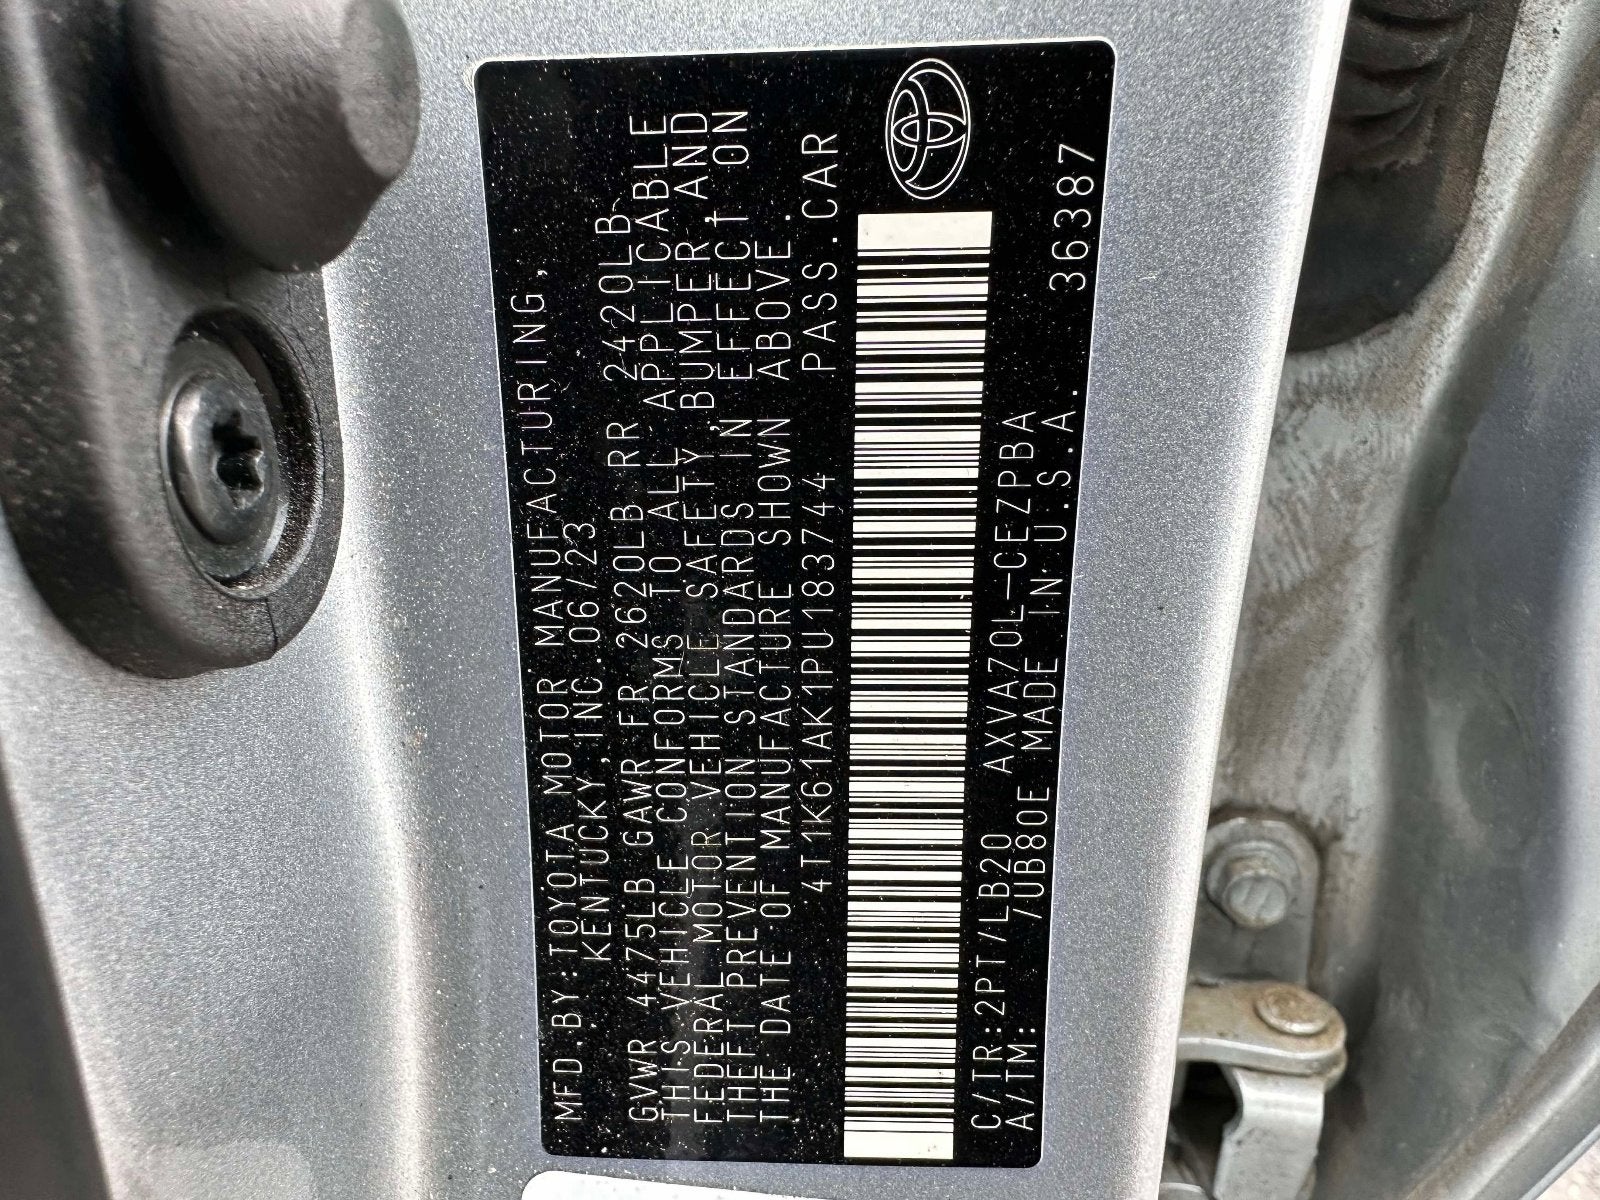 MFD.BY:TOYOTA MOTOR MANUFACTURING,
KENTUCKY,INC.06/23
GVWR 4475LB GAWR FR 2620LB RR 2420LB
THIS VEHICLE CONFORMS TO ALL APPLICABLE
FEDERAL MOTOR VEHICLE SAFETY,BUMPER,AND
THEFT PREVENTION STANDARDS IN EFFECT ON
THE DATE OF MANUFACTURE SHOWN ABOVE.
4T1K61AK1PU183744 PASS.CAR
C/TR:2PT/LB20 AXVA70L-CEZPBA
A/TM: 7UB80E MADE IN U.S.A. 36387